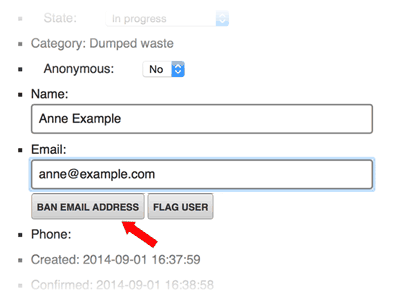 State: In progress
Category: Dumped waste
Anonymous: No
Name:
Anne Example
Email:
anne@example.com
BAN EMAIL ADDRESS FLAG USER
Phone:
Created: 2014-09-01 16:37:59
Confirmed: 2014-09-01 16:38:58